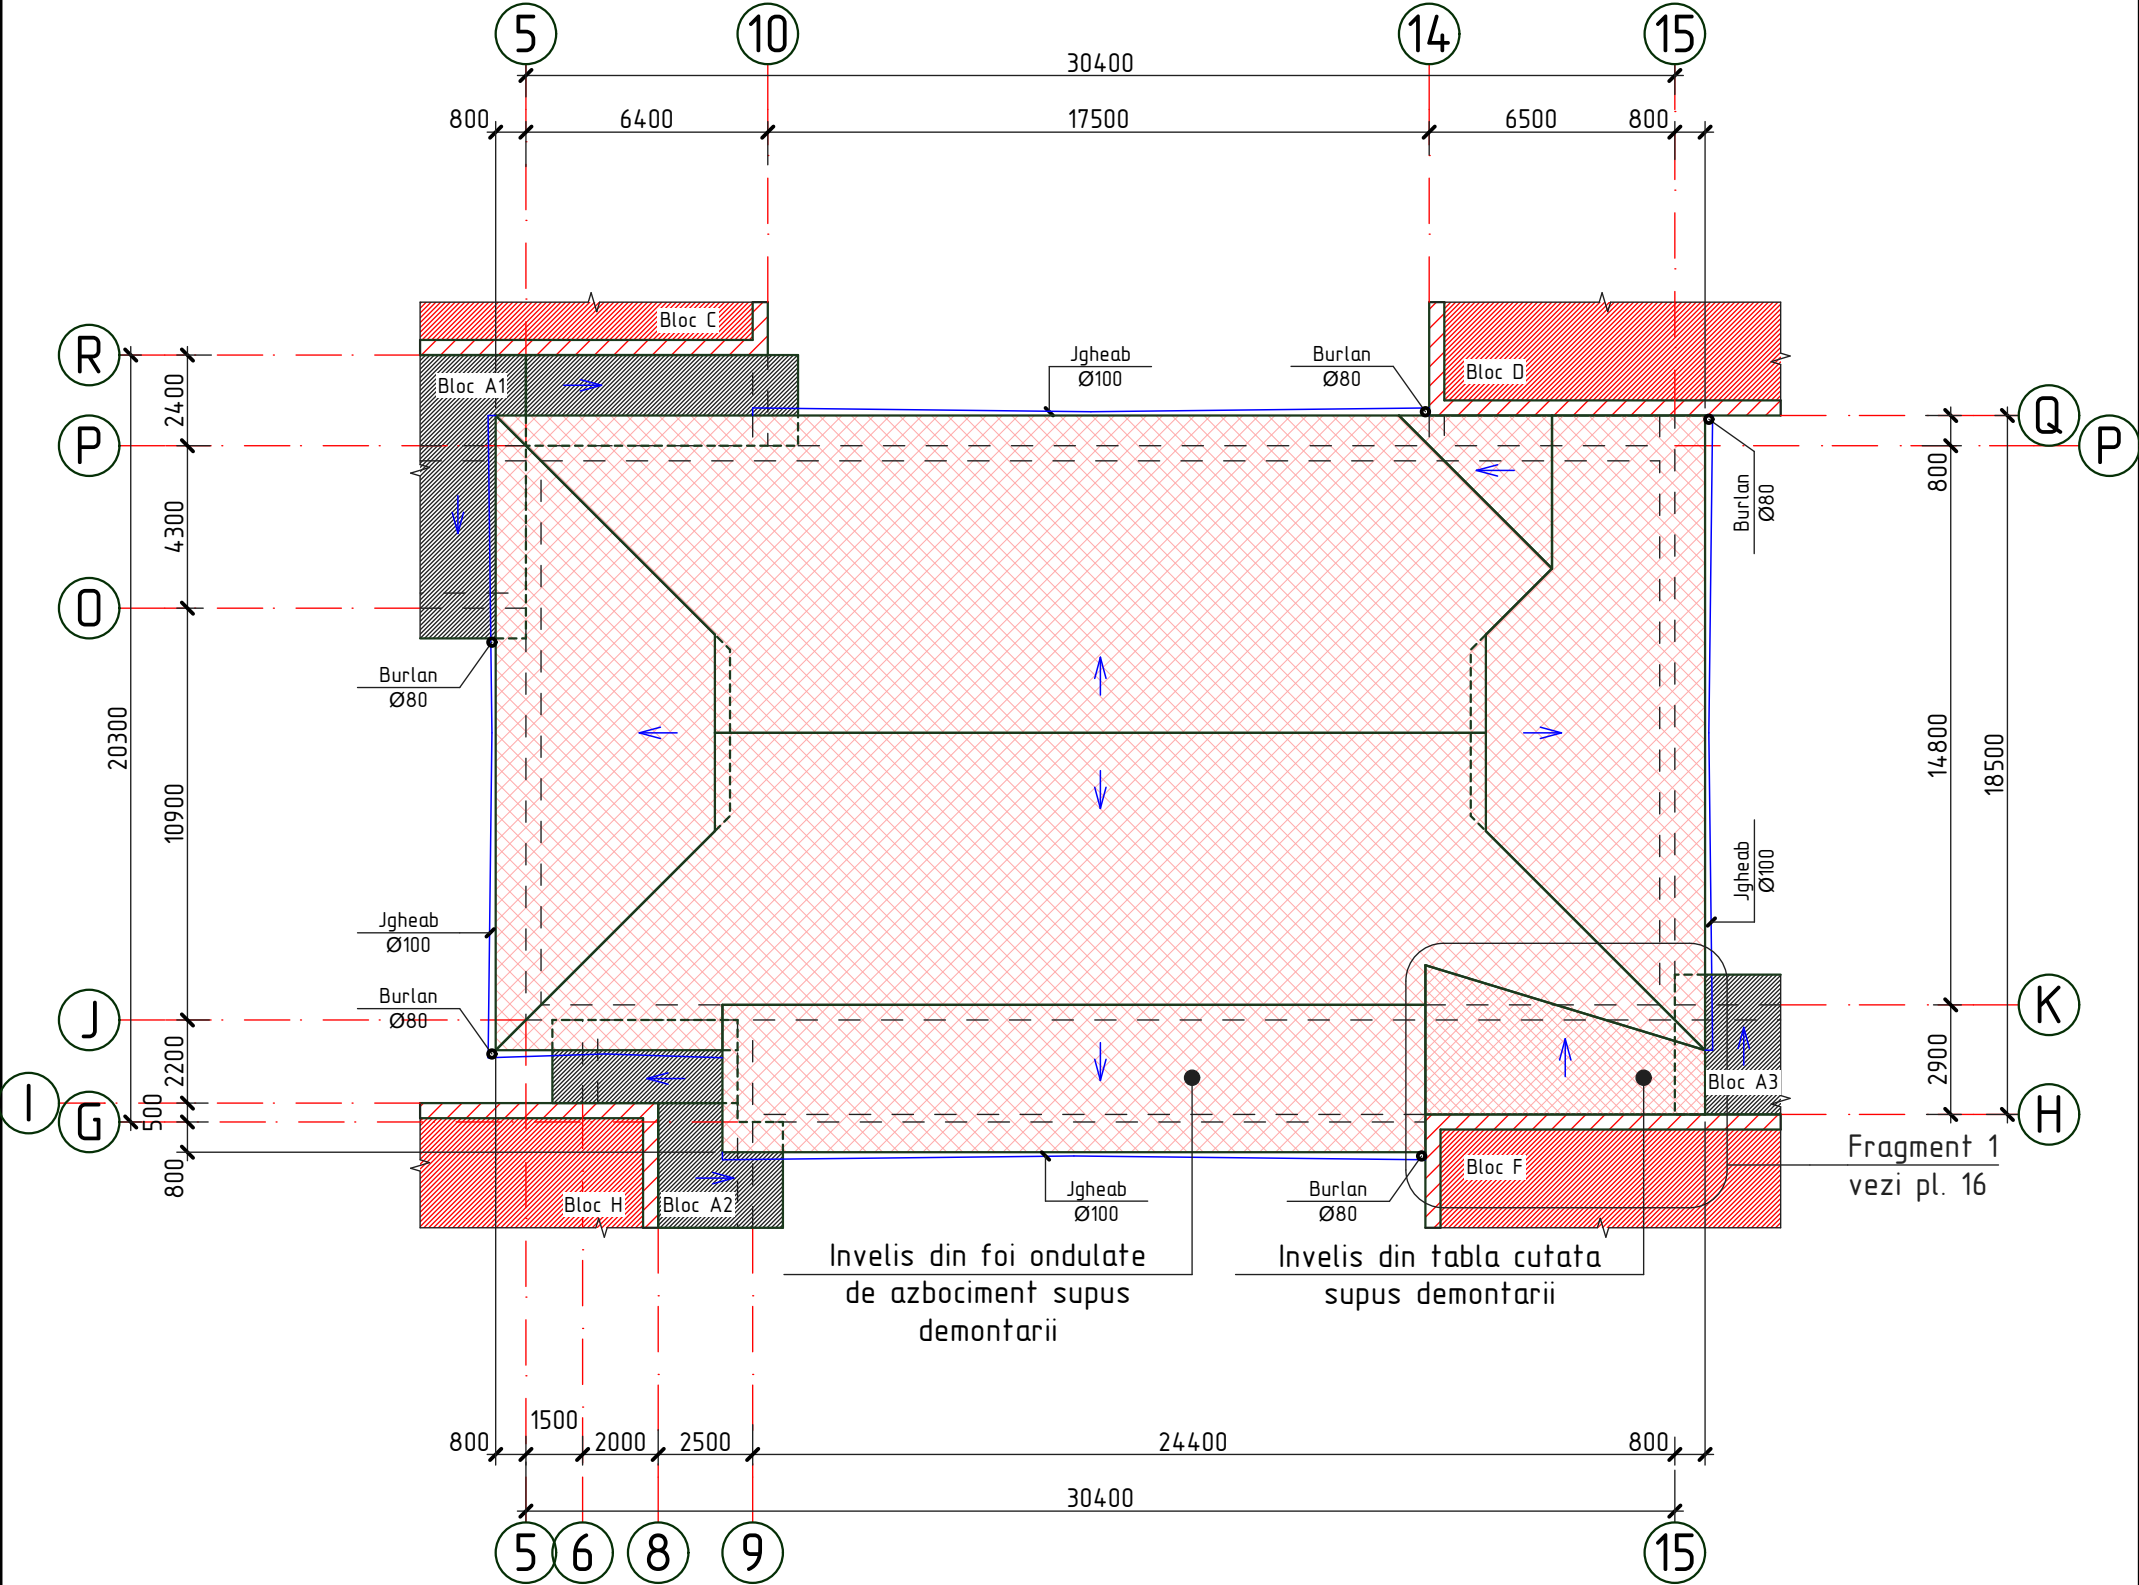 5
10
14
15
30400
800
6400
17500
6500
800
Bloc C
R
Jgheab
Ø100
Burlan
Ø80
Bloc D
Bloc A1
2400
Q
P
P
800
Burlan
Ø80
4300
O
Burlan
Ø80
20300
14800
18500
10900
Jgheab
Ø100
Jgheab
Ø100
Burlan
Ø80
J
K
2200
2900
Bloc A3
I
500
G
H
Fragment 1
vezi pl. 16
800
Bloc H
Bloc A2
Jgheab
Ø100
Burlan
Ø80
Bloc F
Invelis din foi ondulate
de azbociment supus
demontarii
Invelis din tabla cutata
supus demontarii
800
1500
2000
2500
24400
800
30400
5
6
8
9
15